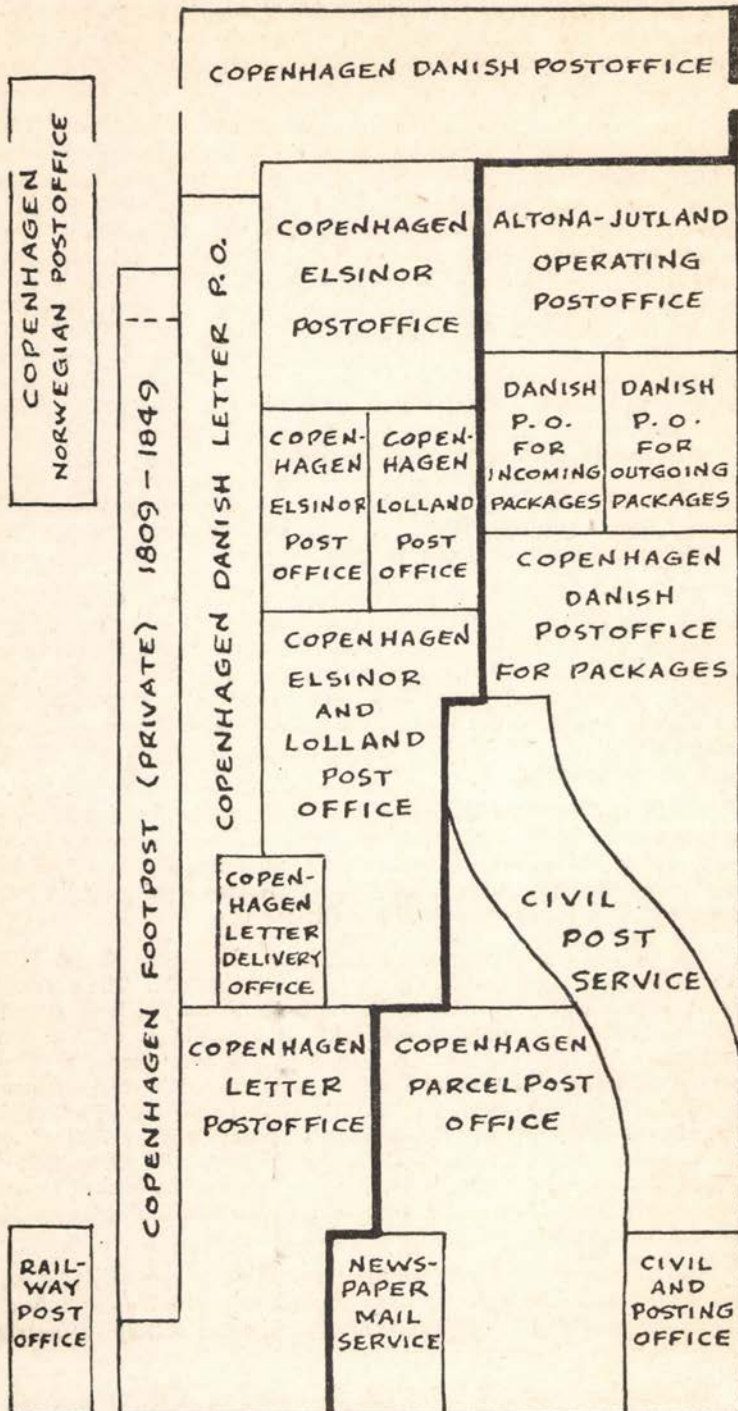 COPENHAGEN DANISH POSTOFFICE
COPENHAGEN
NORWEGIAN POSTOFFICE
COPENHAGEN FOOTPOST (PRIVATE) 1809-1849
COPENHAGEN DANISH LETTER P.O.
COPENHAGEN
ELSINOR
POSTOFFICE
ALTONA-JUTLAND
OPERATING
POSTOFFICE
COPEN-
HAGEN
ELSINOR
POST
OFFICE
COPEN-
HAGEN
LOLLAND
POST
OFFICE
DANISH
P.O.
FOR
INCOMING
PACKAGES
DANISH
P.O.
FOR
OUTGOING
PACKAGES
COPENHAGEN
DANISH
POSTOFFICE
FOR PACKAGES
COPENHAGEN
ELSINOR
AND
LOLLAND
POST
OFFICE
COPEN-
HAGEN
LETTER
DELIVERY
OFFICE
CIVIL
POST
SERVICE
COPENHAGEN
LETTER
POSTOFFICE
COPENHAGEN
PARCELPOST
OFFICE
RAIL-
WAY
POST
OFFICE
NEWS-
PAPER
MAIL
SERVICE
CIVIL
AND
POSTING
OFFICE